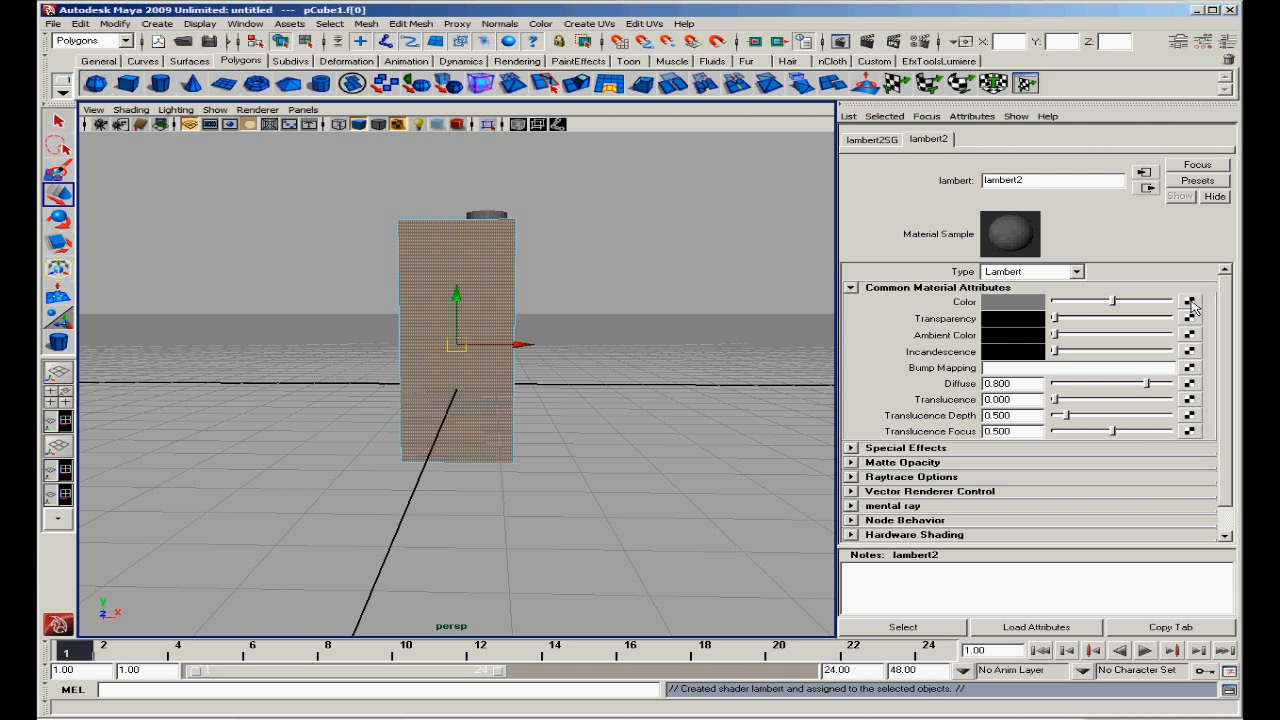 Autodesk Maya 2009 Unlimited: untitled --- pCube1.f[0]
File Edit Modify Create Display Window Assets Select Mesh Edit Mesh Proxy Normals Color Create UVs Edit UVs Help
Polygons X: Y: Z:
General Curves Surfaces Polygons Subdivs Deformation Animation Dynamics Rendering PaintEffects Toon Muscle Fluids Fur Hair nCloth Custom EfxToolsLumiere
View Shading Lighting Show Renderer Panels
List Selected Focus Attributes Show Help
lambert2SG lambert2
Focus
lambert: lambert2
Presets
Show Hide
Material Sample
Type Lambert
Common Material Attributes
Color
Transparency
Ambient Color
Incandescence
Bump Mapping
Diffuse 0.800
Translucence 0.000
Translucence Depth 0.500
Translucence Focus 0.500
Special Effects
Matte Opacity
Raytrace Options
Vector Renderer Control
mental ray
Node Behavior
Hardware Shading
Notes: lambert2
y
z x
persp
Select Load Attributes Copy Tab
1 2 4 6 8 10 12 14 16 18 20 22 24 1.00
1.00 1.00 1 24 24.00 48.00 No Anim Layer No Character Set
MEL // Created shader lambert and assigned to the selected objects. //